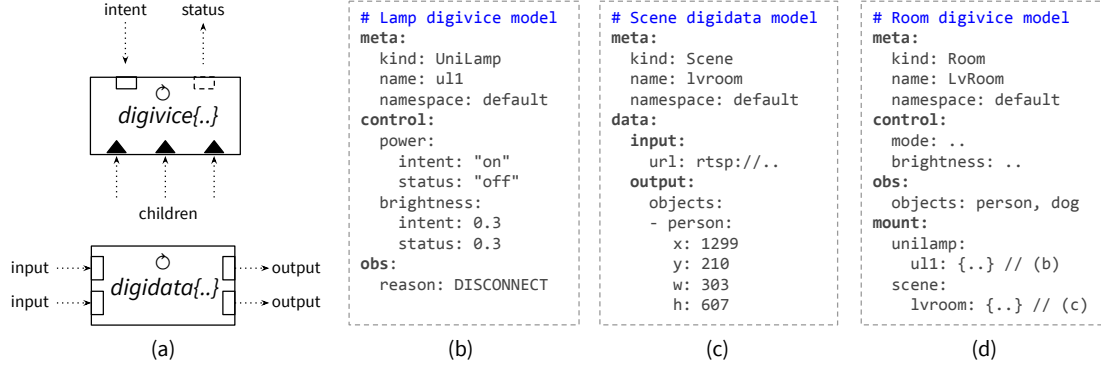 intent
status
digivice{..}
children
input
output
digidata{..}
input
output
(a)
# Lamp digivice model
meta:
kind: UniLamp
name: ul1
namespace: default
control:
power:
intent: "on"
status: "off"
brightness:
intent: 0.3
status: 0.3
obs:
reason: DISCONNECT
(b)
# Scene digidata model
meta:
kind: Scene
name: lvroom
namespace: default
data:
input:
url: rtsp://..
output:
objects:
- person:
x: 1299
y: 210
w: 303
h: 607
(c)
# Room digivice model
meta:
kind: Room
name: LvRoom
namespace: default
control:
mode: ..
brightness: ..
obs:
objects: person, dog
mount:
unilamp:
ul1: {..} // (b)
scene:
lvroom: {..} // (c)
(d)